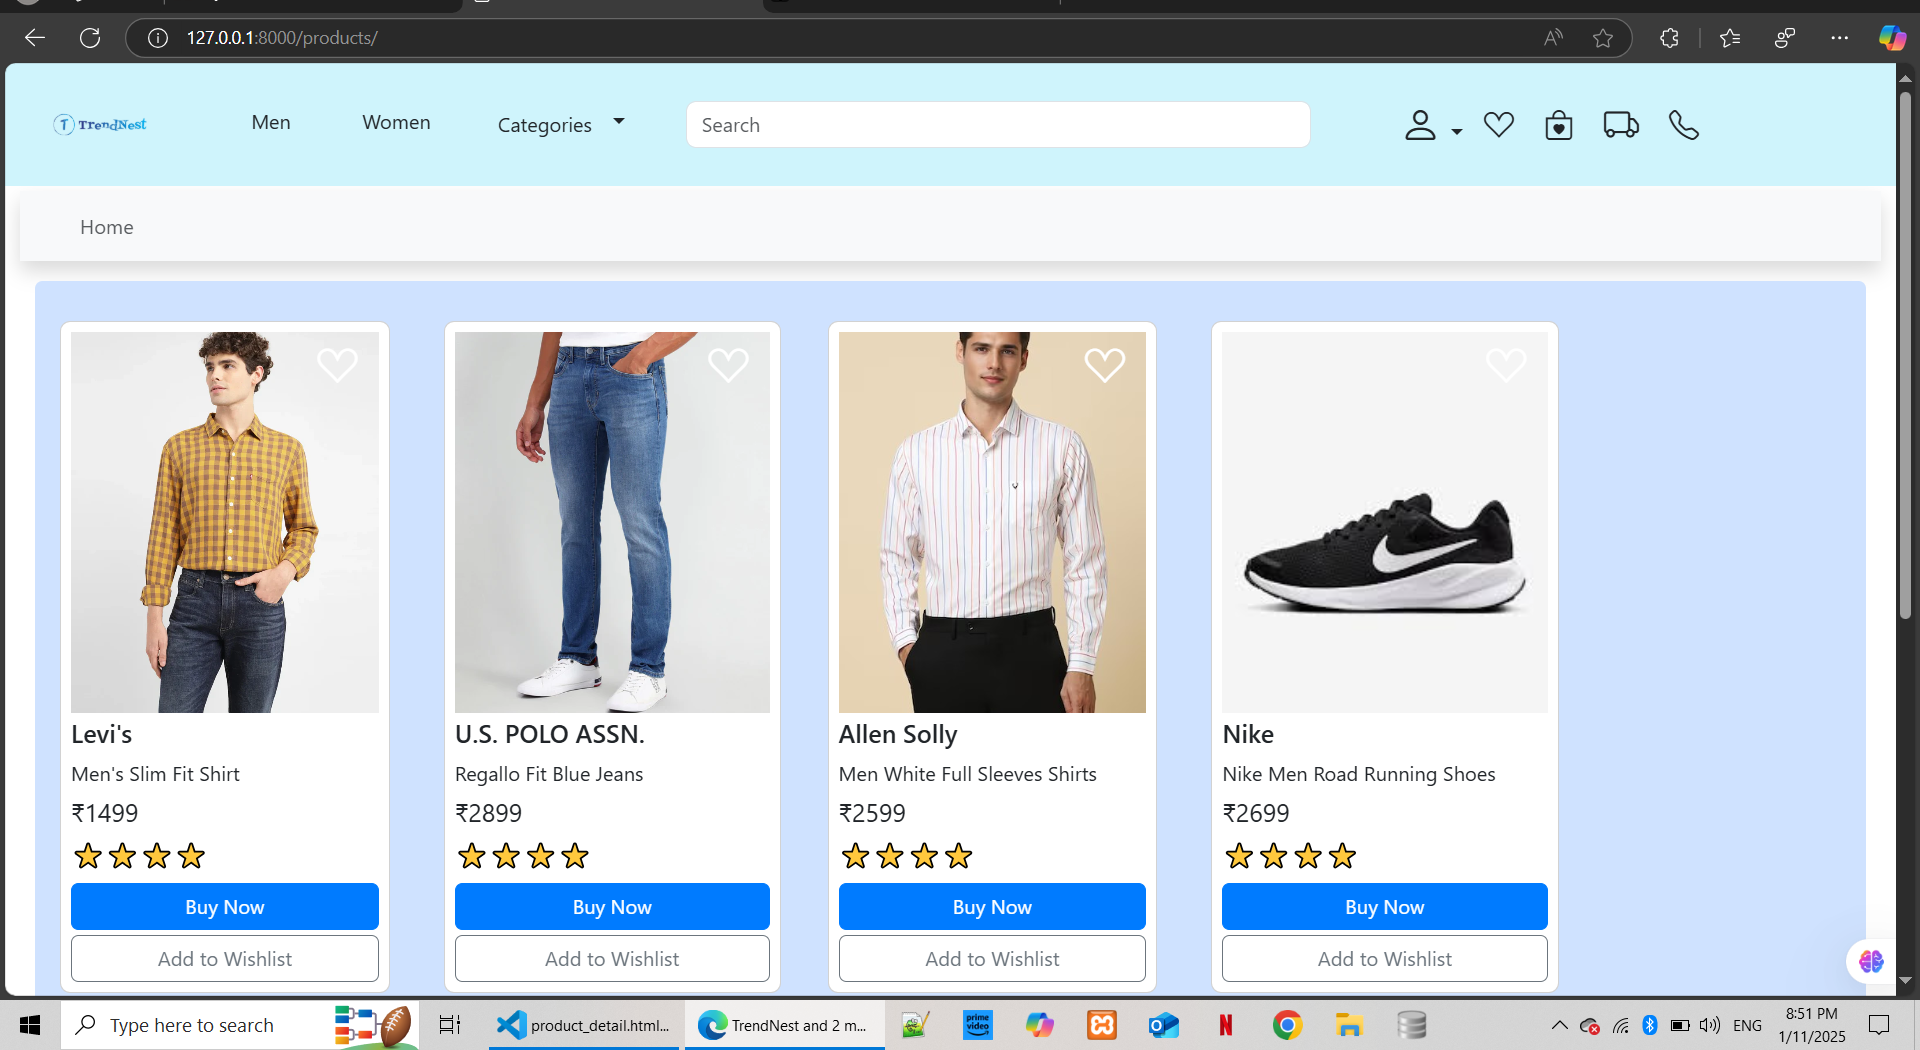 127.0.0.1:8000/products/
TrendNest
Men
Women
Categories
Search
Home
Levi's
Men's Slim Fit Shirt
₹1499
Buy Now
Add to Wishlist
U.S. POLO ASSN.
Regallo Fit Blue Jeans
₹2899
Buy Now
Add to Wishlist
Allen Solly
Men White Full Sleeves Shirts
₹2599
Buy Now
Add to Wishlist
Nike
Nike Men Road Running Shoes
₹2699
Buy Now
Add to Wishlist
Type here to search
product_detail.html...
TrendNest and 2 m...
prime
video
ENG
8:51 PM
1/11/2025